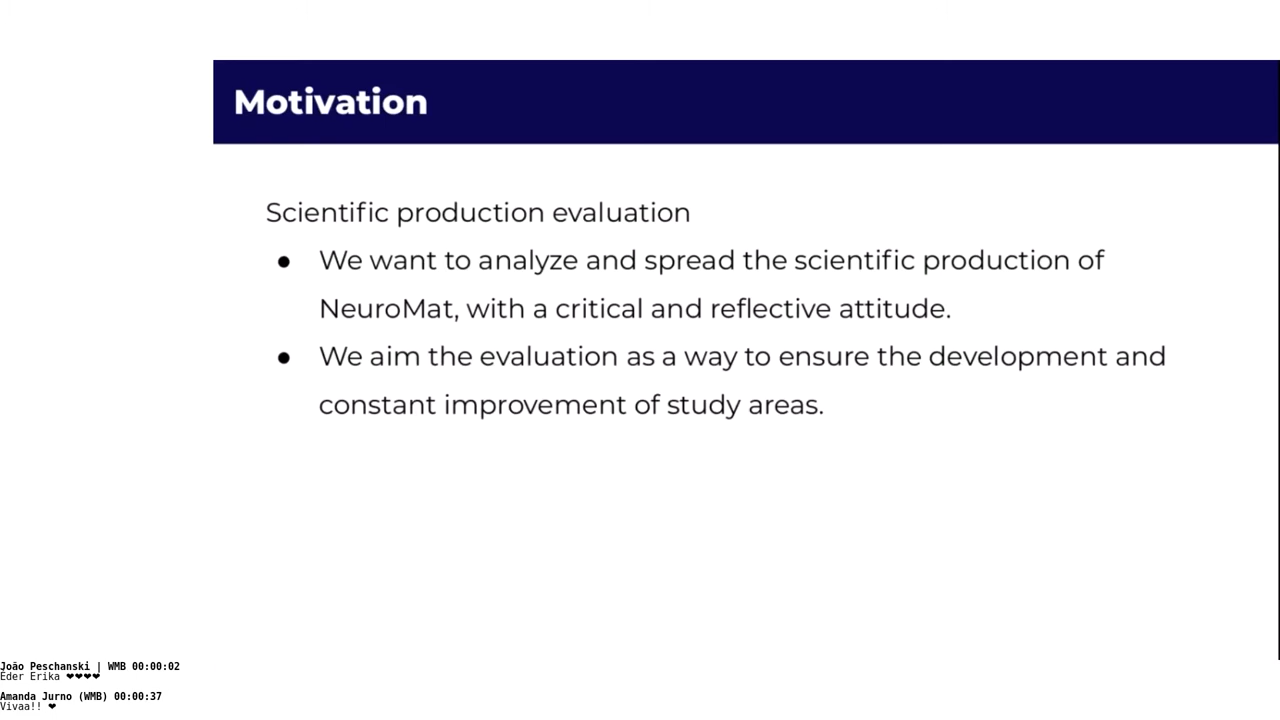 Motivation
Scientific production evaluation
● We want to analyze and spread the scientific production of
NeuroMat, with a critical and reflective attitude.
● We aim the evaluation as a way to ensure the development and
constant improvement of study areas.
João Peschanski | WMB 00:00:02
Eder Erika ❤❤❤❤
Amanda Jurno (WMB) 00:00:37
Vivaa!! ❤